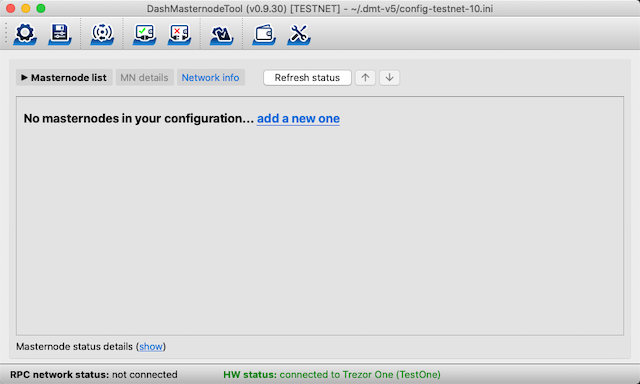 DashMasternodeTool (v0.9.30) [TESTNET] - ~/.dmt-v5/config-testnet-10.ini
▶ Masternode list MN details Network info Refresh status ↑ ↓
No masternodes in your configuration... add a new one
Masternode status details (show)
RPC network status: not connected HW status: connected to Trezor One (TestOne)